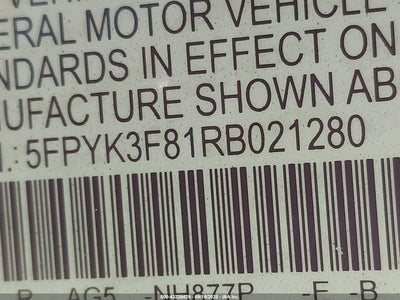 ERAL MOTOR VEHICLE
NDARDS IN EFFECT ON
UFACTURE SHOWN AB
.: 5FPYK3F81RB021280
R AG5 -NH877P -E -B